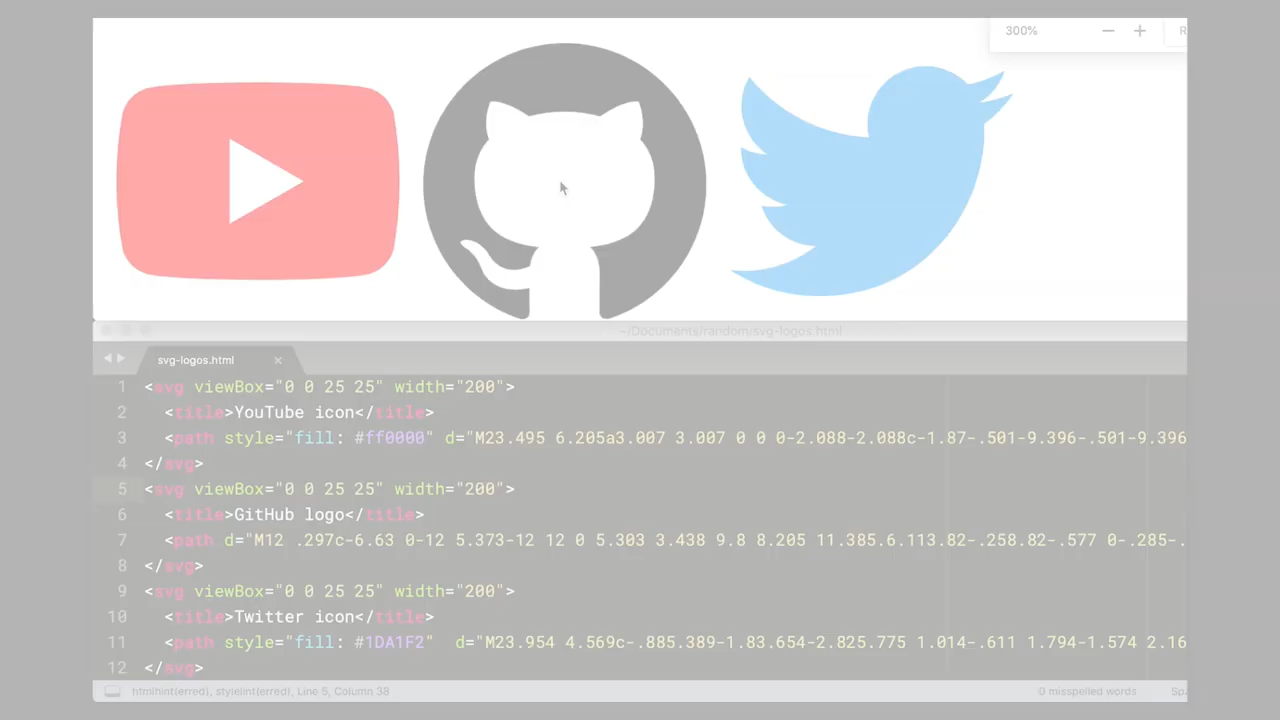 300%
~/Documents/random/svg-logos.html
svg-logos.html
1 <svg viewBox="0 0 25 25" width="200">
2 <title>YouTube icon</title>
3 <path style="fill: #ff0000" d="M23.495 6.205a3.007 3.007 0 0 0-2.088-2.088c-1.87-.501-9.396-.501-9.396
4 </svg>
5 <svg viewBox="0 0 25 25" width="200">
6 <title>GitHub logo</title>
7 <path d="M12 .297c-6.63 0-12 5.373-12 12 0 5.303 3.438 9.8 8.205 11.385.6.113.82-.258.82-.577 0-.285-.
8 </svg>
9 <svg viewBox="0 0 25 25" width="200">
10 <title>Twitter icon</title>
11 <path style="fill: #1DA1F2" d="M23.954 4.569c-.885.389-1.83.654-2.825.775 1.014-.611 1.794-1.574 2.16
12 </svg>
htmlhint(erred), stylelint(erred), Line 5, Column 38
0 misspelled words